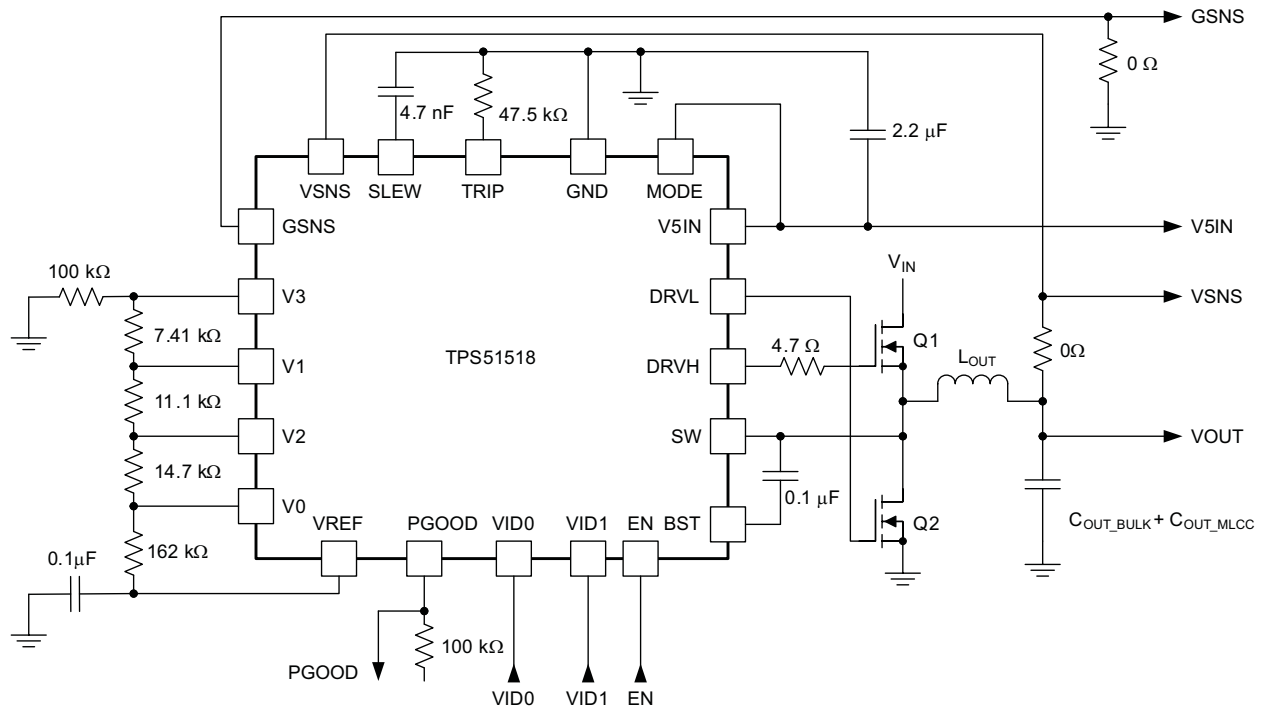 GSNS
0 Ω
4.7 nF
47.5 kΩ
2.2 μF
VSNS
SLEW
TRIP
GND
MODE
GSNS
V5IN
V5IN
100 kΩ
V3
DRVL
V_IN
VSNS
7.41 kΩ
V1
TPS51518
DRVH
4.7 Ω
Q1
L_OUT
0Ω
11.1 kΩ
V2
SW
VOUT
14.7 kΩ
0.1 μF
V0
VREF
PGOOD
VID0
VID1
EN
BST
Q2
C_OUT_BULK + C_OUT_MLCC
0.1μF
162 kΩ
100 kΩ
PGOOD
VID0
VID1
EN